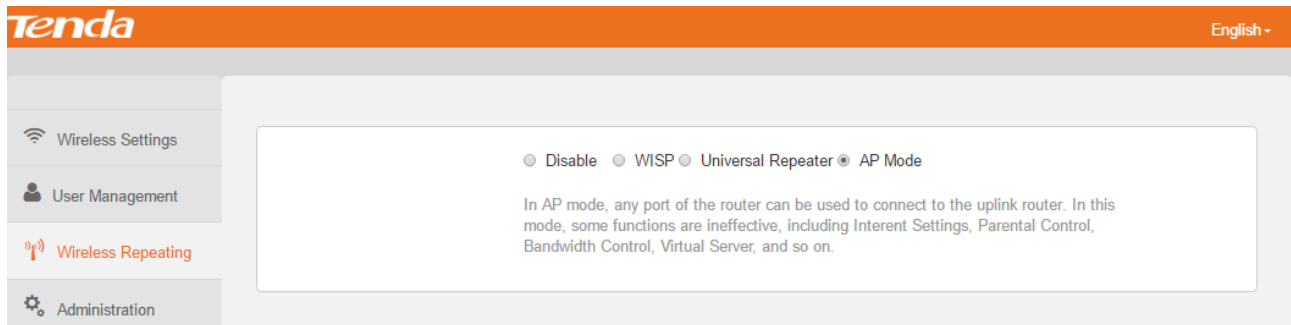 Tenda
English
Wireless Settings
User Management
Wireless Repeating
Administration
Disable WISP Universal Repeater AP Mode
In AP mode, any port of the router can be used to connect to the uplink router. In this
mode, some functions are ineffective, including Interent Settings, Parental Control,
Bandwidth Control, Virtual Server, and so on.